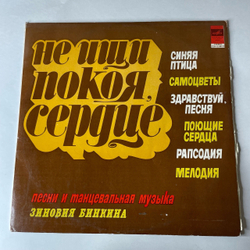 не ищи
покоя,
сердце
СИНЯЯ
ПТИЦА
САМОЦВЕТЫ
ЗДРАВСТВУЙ,
ПЕСНЯ
ПОЮЩИЕ
СЕРДЦА
РАПСОДИЯ
МЕЛОДИЯ
песни и танцевальная музыка
ЗИНОВИЯ БИНКИНА